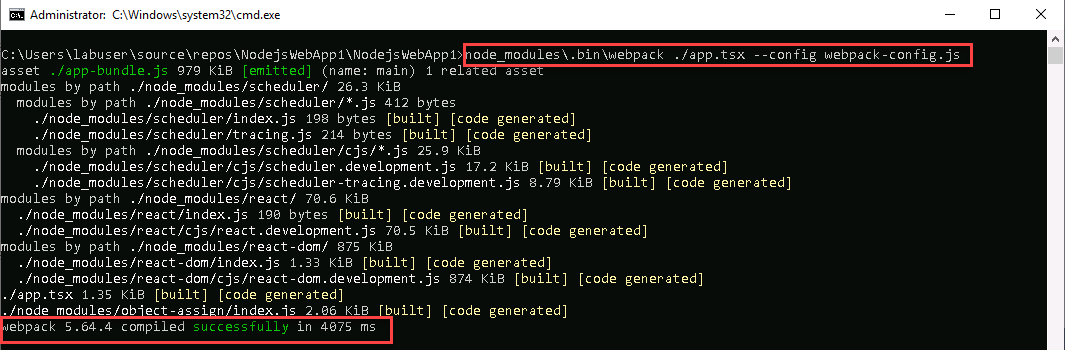 Administrator:  C:\Windows\system32\cmd.exe
C:\Users\labuser\source\repos\NodejsWebApp1\NodejsWebApp1>node_modules\.bin\webpack ./app.tsx --config webpack-config.js
asset ./app-bundle.js 979 KiB [emitted] (name: main) 1 related asset
modules by path ./node_modules/scheduler/ 26.3 KiB
  modules by path ./node_modules/scheduler/*.js 412 bytes
    ./node_modules/scheduler/index.js 198 bytes [built] [code generated]
    ./node_modules/scheduler/tracing.js 214 bytes [built] [code generated]
  modules by path ./node_modules/scheduler/cjs/*.js 25.9 KiB
    ./node_modules/scheduler/cjs/scheduler.development.js 17.2 KiB [built] [code generated]
    ./node_modules/scheduler/cjs/scheduler-tracing.development.js 8.79 KiB [built] [code generated]
modules by path ./node_modules/react/ 70.6 KiB
  ./node_modules/react/index.js 190 bytes [built] [code generated]
  ./node_modules/react/cjs/react.development.js 70.5 KiB [built] [code generated]
modules by path ./node_modules/react-dom/ 875 KiB
  ./node_modules/react-dom/index.js 1.33 KiB [built] [code generated]
  ./node_modules/react-dom/cjs/react-dom.development.js 874 KiB [built] [code generated]
./app.tsx 1.35 KiB [built] [code generated]
./node_modules/object-assign/index.js 2.06 KiB [built] [code generated]
webpack 5.64.4 compiled successfully in 4075 ms